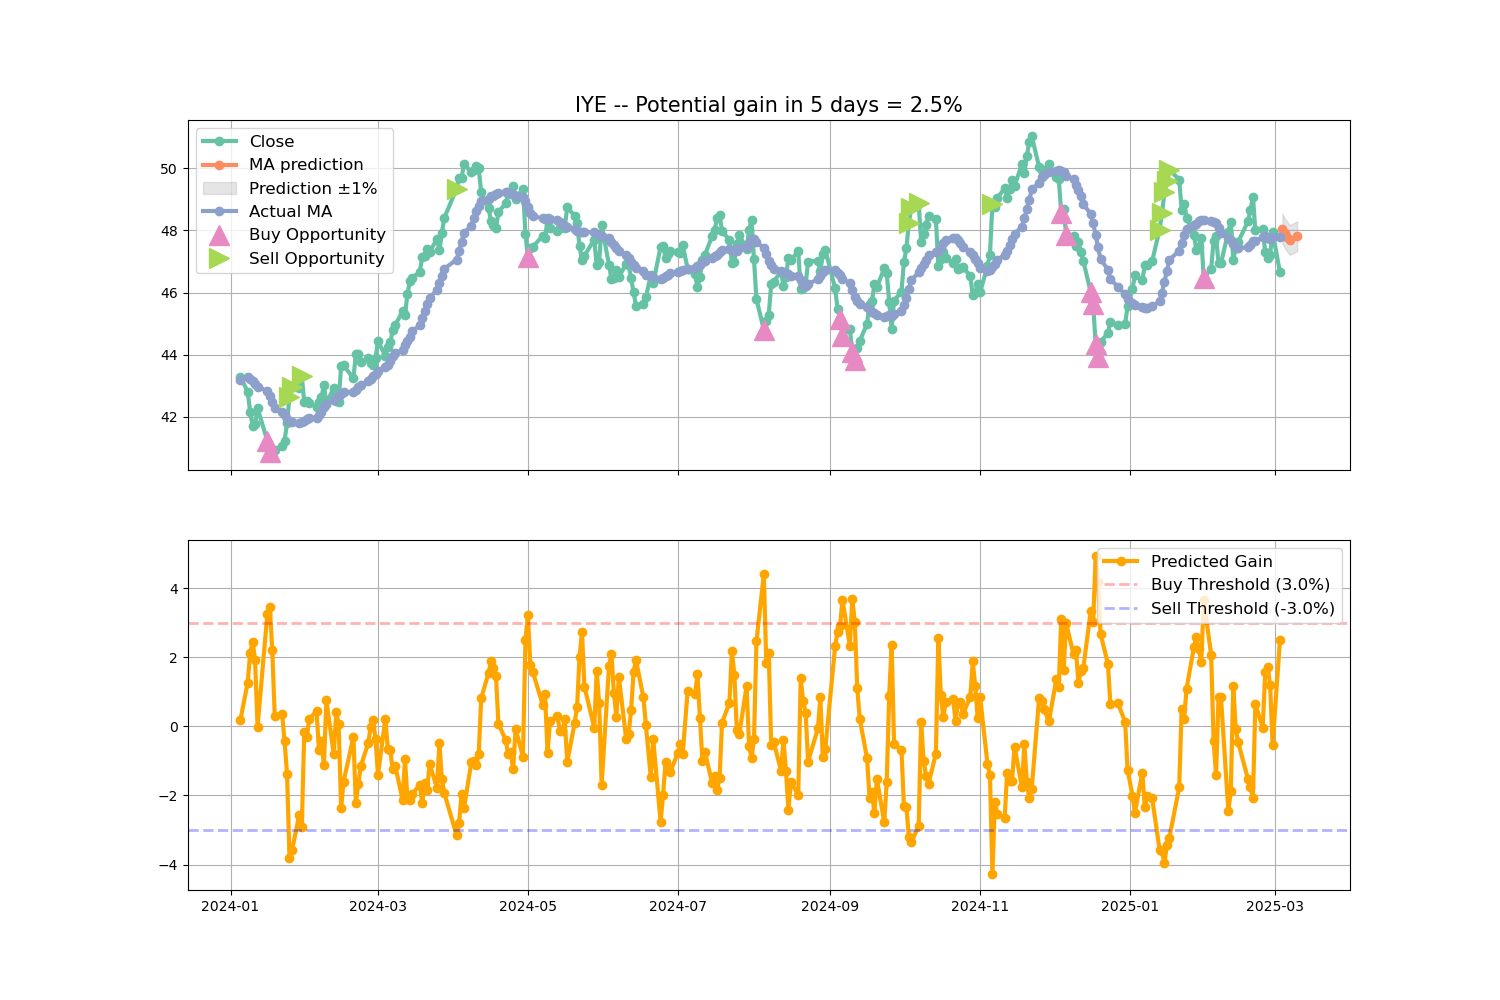 IYE -- Potential gain in 5 days = 2.5%
Close
MA prediction
Prediction ±1%
Actual MA
Buy Opportunity
Sell Opportunity
50
48
46
44
42
Predicted Gain
Buy Threshold (3.0%)
Sell Threshold (-3.0%)
4
2
0
−2
−4
2024-01 2024-03 2024-05 2024-07 2024-09 2024-11 2025-01 2025-03